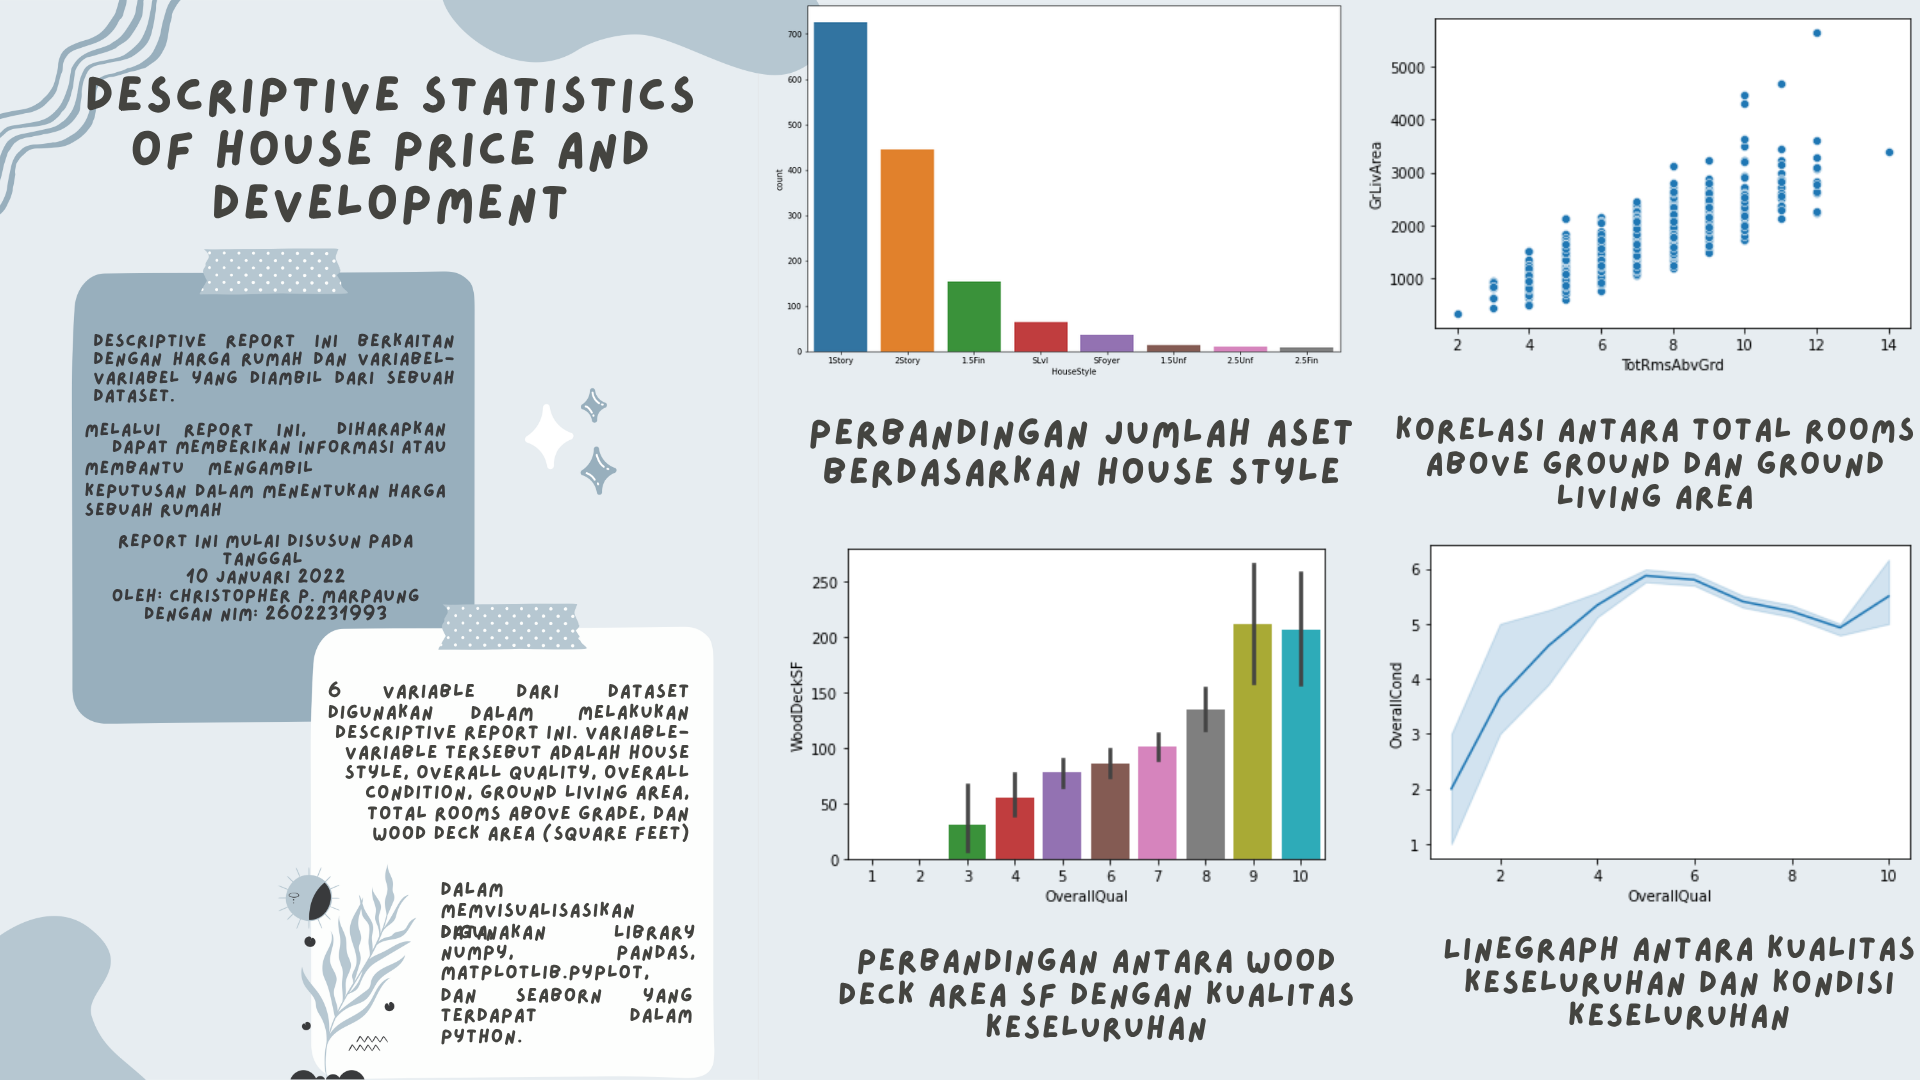 DESCRIPTIVE STATISTICS
OF HOUSE PRICE AND
DEVELOPMENT
DESCRIPTIVE REPORT INI BERKAITAN
DENGAN HARGA RUMAH DAN VARIABEL-
VARIABEL YANG DIAMBIL DARI SEBUAH
DATASET.
MELALUI REPORT INI, DIHARAPKAN
DAPAT MEMBERIKAN INFORMASI ATAU
MEMBANTU MENGAMBIL
KEPUTUSAN DALAM MENENTUKAN HARGA
SEBUAH RUMAH
REPORT INI MULAI DISUSUN PADA
TANGGAL
10 JANUARI 2022
OLEH: CHRISTOPHER P. MARPAUNG
DENGAN NIM: 2602231993
6 VARIABLE DARI DATASET
DIGUNAKAN DALAM MELAKUKAN
DESCRIPTIVE REPORT INI. VARIABLE-
VARIABLE TERSEBUT ADALAH HOUSE
STYLE, OVERALL QUALITY, OVERALL
CONDITION, GROUND LIVING AREA,
TOTAL ROOMS ABOVE GRADE, DAN
WOOD DECK AREA (SQUARE FEET)
DALAM
MEMVISUALISASIKAN
LIBRARY
NUMPY, PANDAS,
MATPLOTLIB.PYPLOT,
DAN SEABORN YANG
TERDAPAT DALAM
PYTHON.
700
600
500
400
300
200
100
0
count
1Story 2Story 1.5Fin SLvl SFoyer 1.5Unf 2.5Unf 2.5Fin
HouseStyle
PERBANDINGAN JUMLAH ASET
BERDASARKAN HOUSE STYLE
5000
4000
3000
2000
1000
GrLivArea
2 4 6 8 10 12 14
TotRmsAbvGrd
KORELASI ANTARA TOTAL ROOMS
ABOVE GROUND DAN GROUND
LIVING AREA
250
200
150
100
50
0
WoodDeckSF
1 2 3 4 5 6 7 8 9 10
OverallQual
PERBANDINGAN ANTARA WOOD
DECK AREA SF DENGAN KUALITAS
KESELURUHAN
6
5
4
3
2
1
OverallCond
2 4 6 8 10
OverallQual
LINEGRAPH ANTARA KUALITAS
KESELURUHAN DAN KONDISI
KESELURUHAN